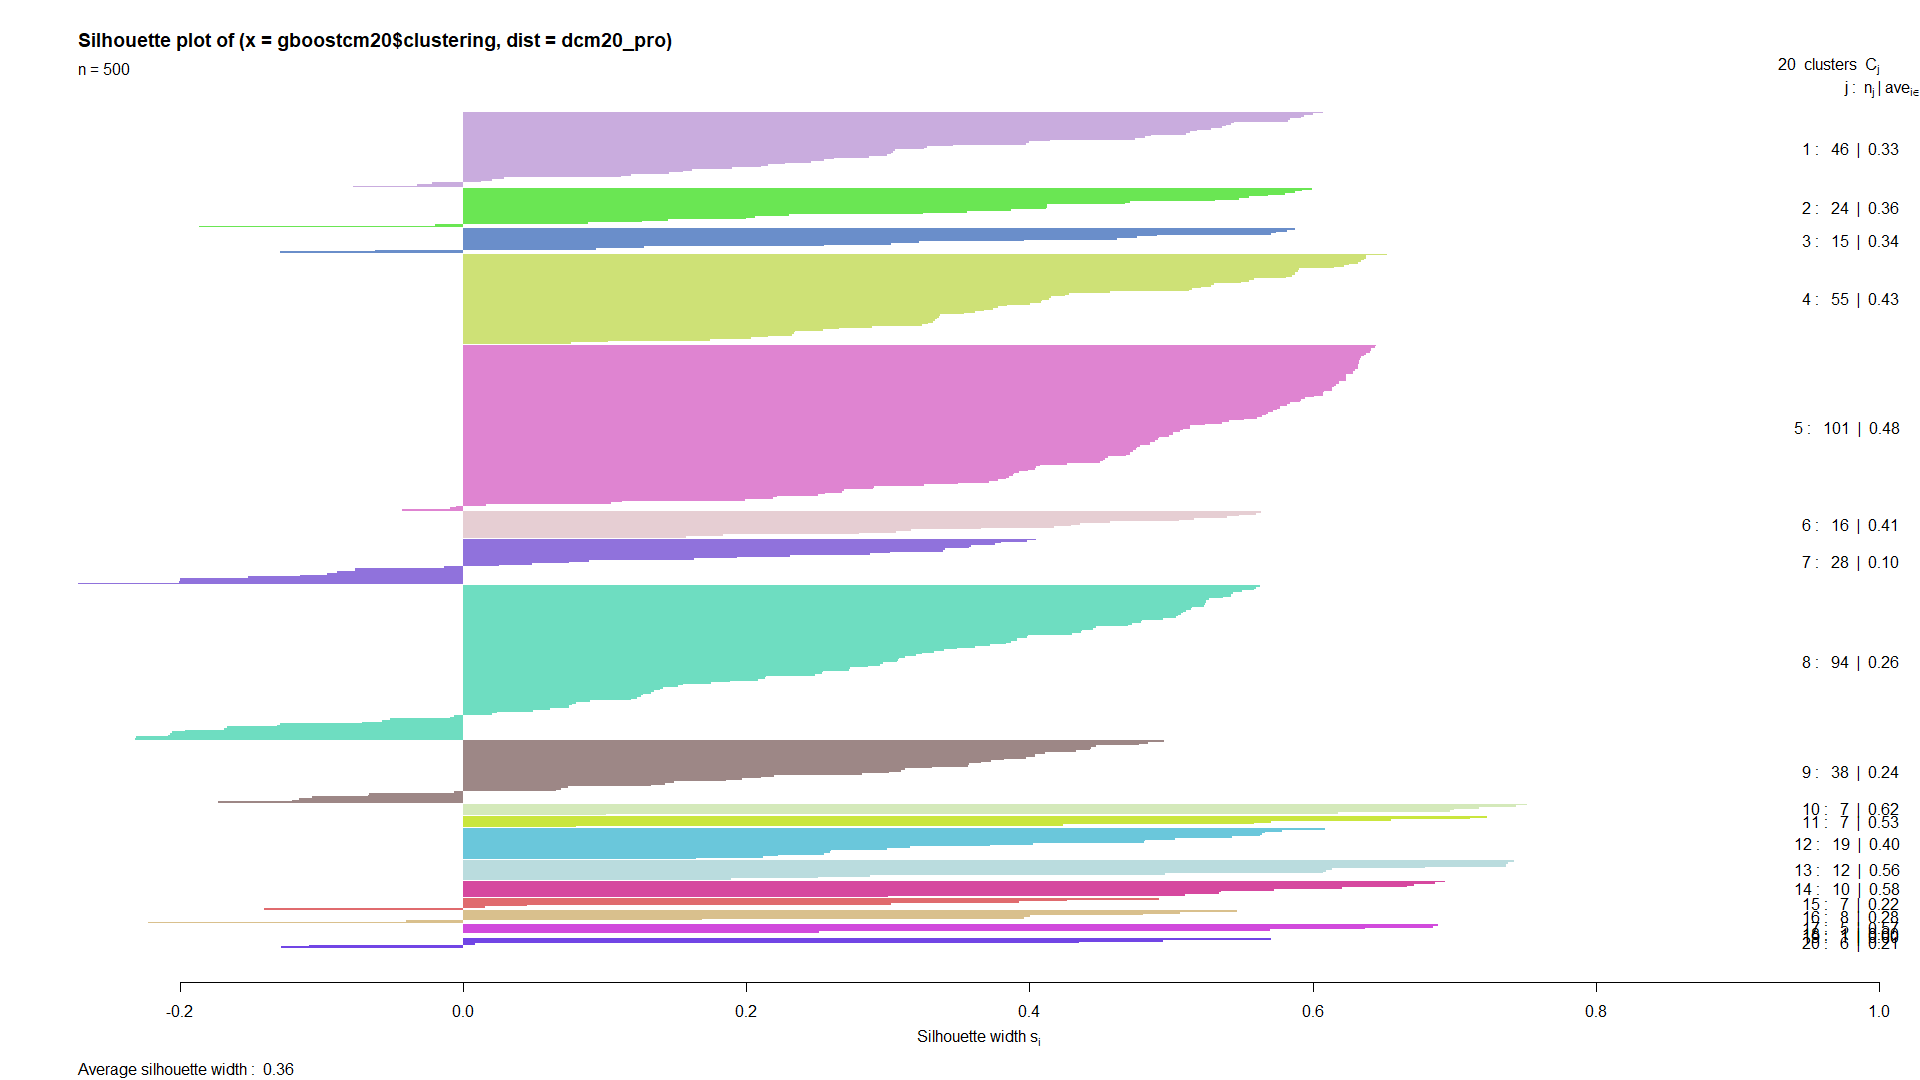 Silhouette plot of (x = gboostcm20$clustering, dist = dcm20_pro)
n = 500
20 clusters Cj
j : nj | avei∈
1 : 46 | 0.33
2 : 24 | 0.36
3 : 15 | 0.34
4 : 55 | 0.43
5 : 101 | 0.48
6 : 16 | 0.41
7 : 28 | 0.10
8 : 94 | 0.26
9 : 38 | 0.24
10 : 7 | 0.62
11 : 7 | 0.53
12 : 19 | 0.40
13 : 12 | 0.56
14 : 10 | 0.58
15 : 7 | 0.22
16 : 8 | 0.28
17 : 5 | 0.57
20 : 6 | 0.21
-0.2 0.0 0.2 0.4 0.6 0.8 1.0
Silhouette width si
Average silhouette width : 0.36